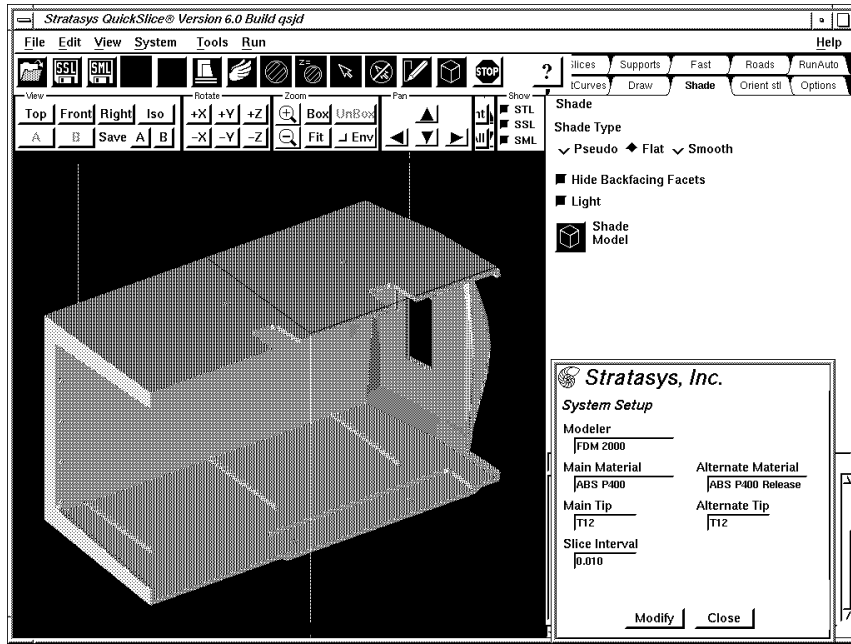 Stratasys QuickSlice® Version 6.0 Build qsjd
File Edit View System Tools Run Help
SSL SML Z= STOP ?
Slices Supports Fast Roads RunAuto
tCurves Draw Shade Orient stl Options
View Rotate Zoom Pan Show
Top Front Right Iso +X +Y +Z Box UnBox STL
SSL
A B Save A B -X -Y -Z Fit Env SML
Shade
Shade Type
Pseudo Flat Smooth
Hide Backfacing Facets
Light
Shade
Model
Stratasys, Inc.
System Setup
Modeler
FDM 2000
Main Material Alternate Material
ABS P400 ABS P400 Release
Main Tip Alternate Tip
T12 T12
Slice Interval
0.010
Modify Close